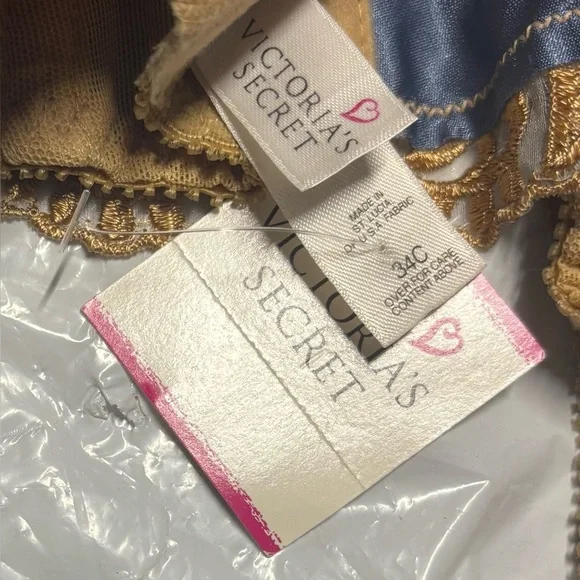 VICTORIA'S
SECRET
MADE IN
ST. LUCIA
OF U.S.A. FABRIC
34C
OVER FOR CARE
CONTENT ABOVE
VICTORIA'S
SECRET